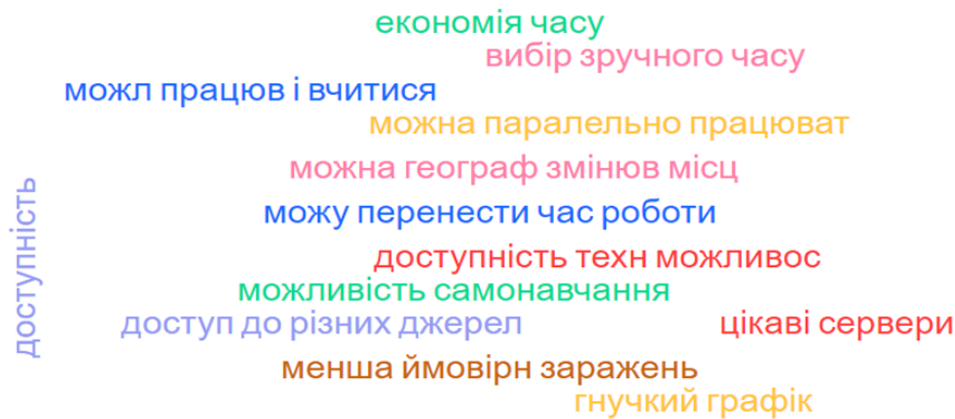 економія часу
вибір зручного часу
можл працюв і вчитися
можна паралельно працюват
можна географ змінюв місц
доступність
можу перенести час роботи
доступність техн можливос
можливість самонавчання
доступ до різних джерел
цікаві сервери
менша ймовірн заражень
гнучкий графік